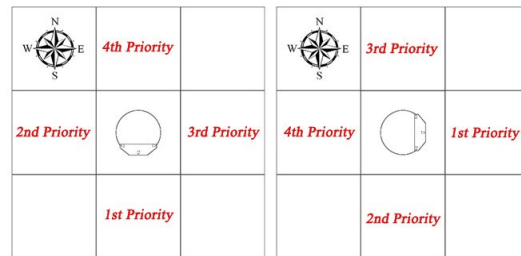 N
W E
S
4th Priority
2nd Priority
3rd Priority
1st Priority
N
W E
S
3rd Priority
4th Priority
1st Priority
2nd Priority